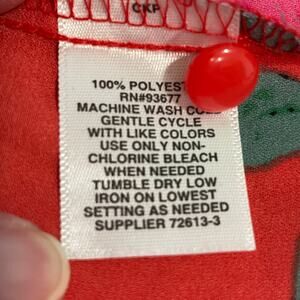 CKP
100% POLYEST
RN#93677
MACHINE WASH CO
GENTLE CYCLE
WITH LIKE COLORS
USE ONLY NON-
CHLORINE BLEACH
WHEN NEEDED
TUMBLE DRY LOW
IRON ON LOWEST
SETTING AS NEEDED
SUPPLIER 72613-3